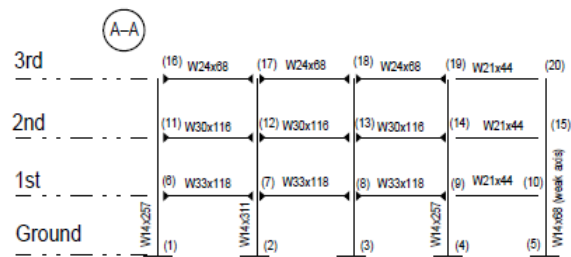 A–A
3rd (16) W24x68 (17) W24x68 (18) W24x68 (19) W21x44 (20)
2nd (11) W30x116 (12) W30x116 (13) W30x116 (14) W21x44 (15)
1st (6) W33x118 (7) W33x118 (8) W33x118 (9) W21x44 (10)
Ground (1) (2) (3) (4) (5)
W14x257
W14x311
W14x257
W14x68 (weak axis)